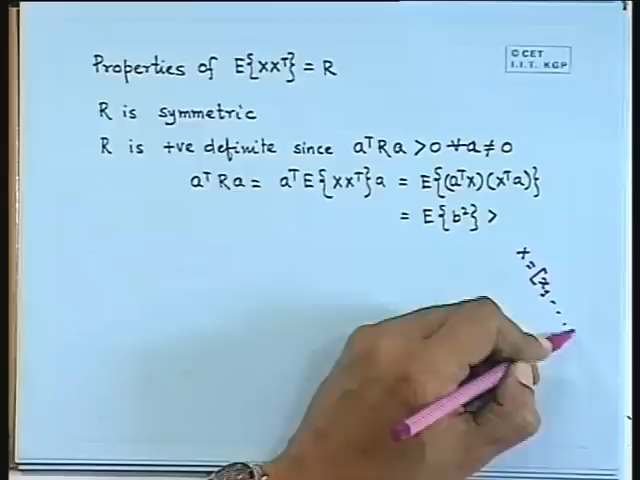 Properties of E{XXᵀ} = R
© CET
I.I.T. KGP
R is symmetric
R is +ve definite since aᵀRa > 0 ∀ a ≠ 0
aᵀRa = aᵀE{XXᵀ}a = E{(aᵀX)(Xᵀa)}
= E{b²} >
X = [x₁, ....